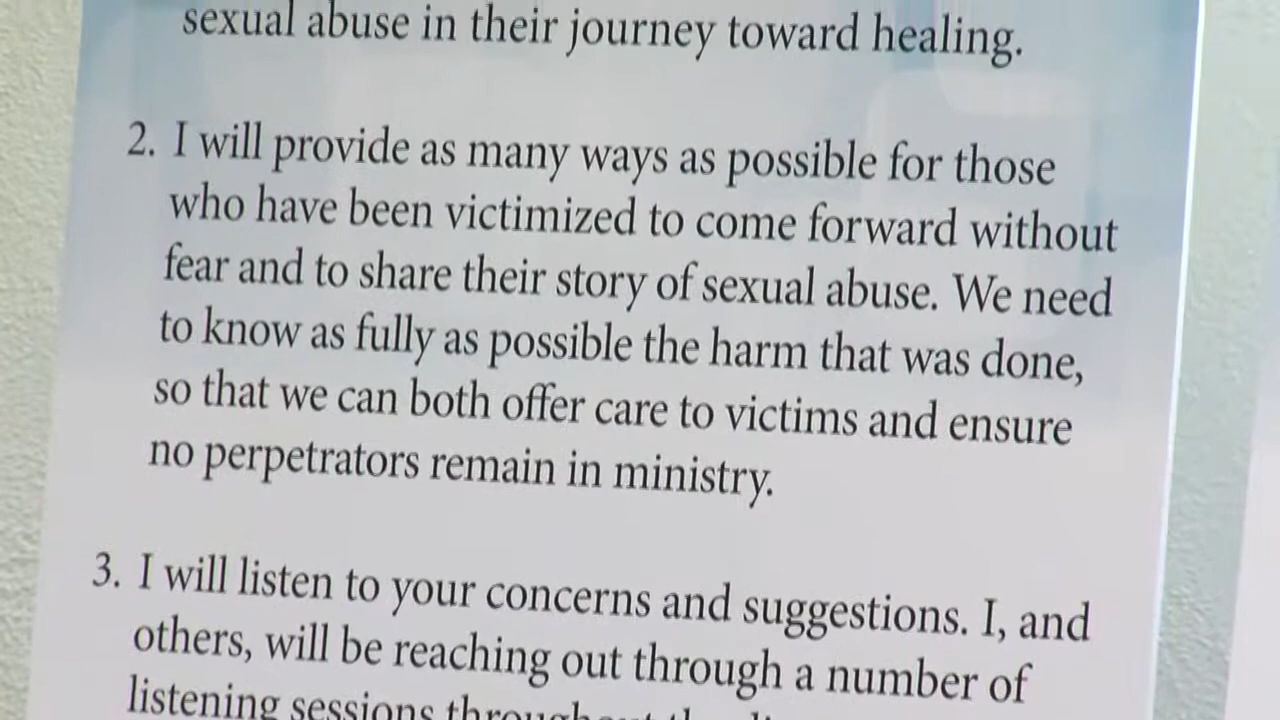 sexual abuse in their journey toward healing.
2. I will provide as many ways as possible for those
who have been victimized to come forward without
fear and to share their story of sexual abuse. We need
to know as fully as possible the harm that was done,
so that we can both offer care to victims and ensure
no perpetrators remain in ministry.
3. I will listen to your concerns and suggestions. I, and
others, will be reaching out through a number of
listening sessions throughout the